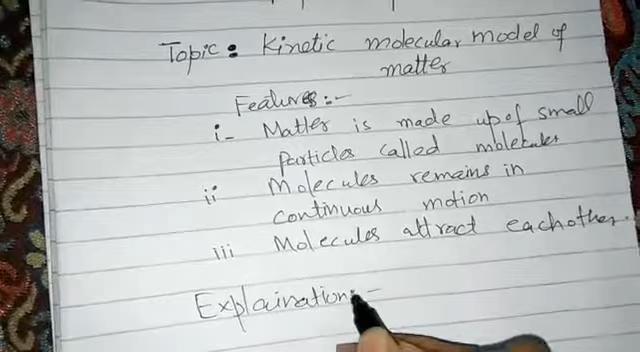 Topic: Kinetic molecular model of
matter
Features:-
i- Matter is made up of small
particles called molecules
ii Molecules remains in
continuous motion
iii Molecules attract eachother.
Explaination:-